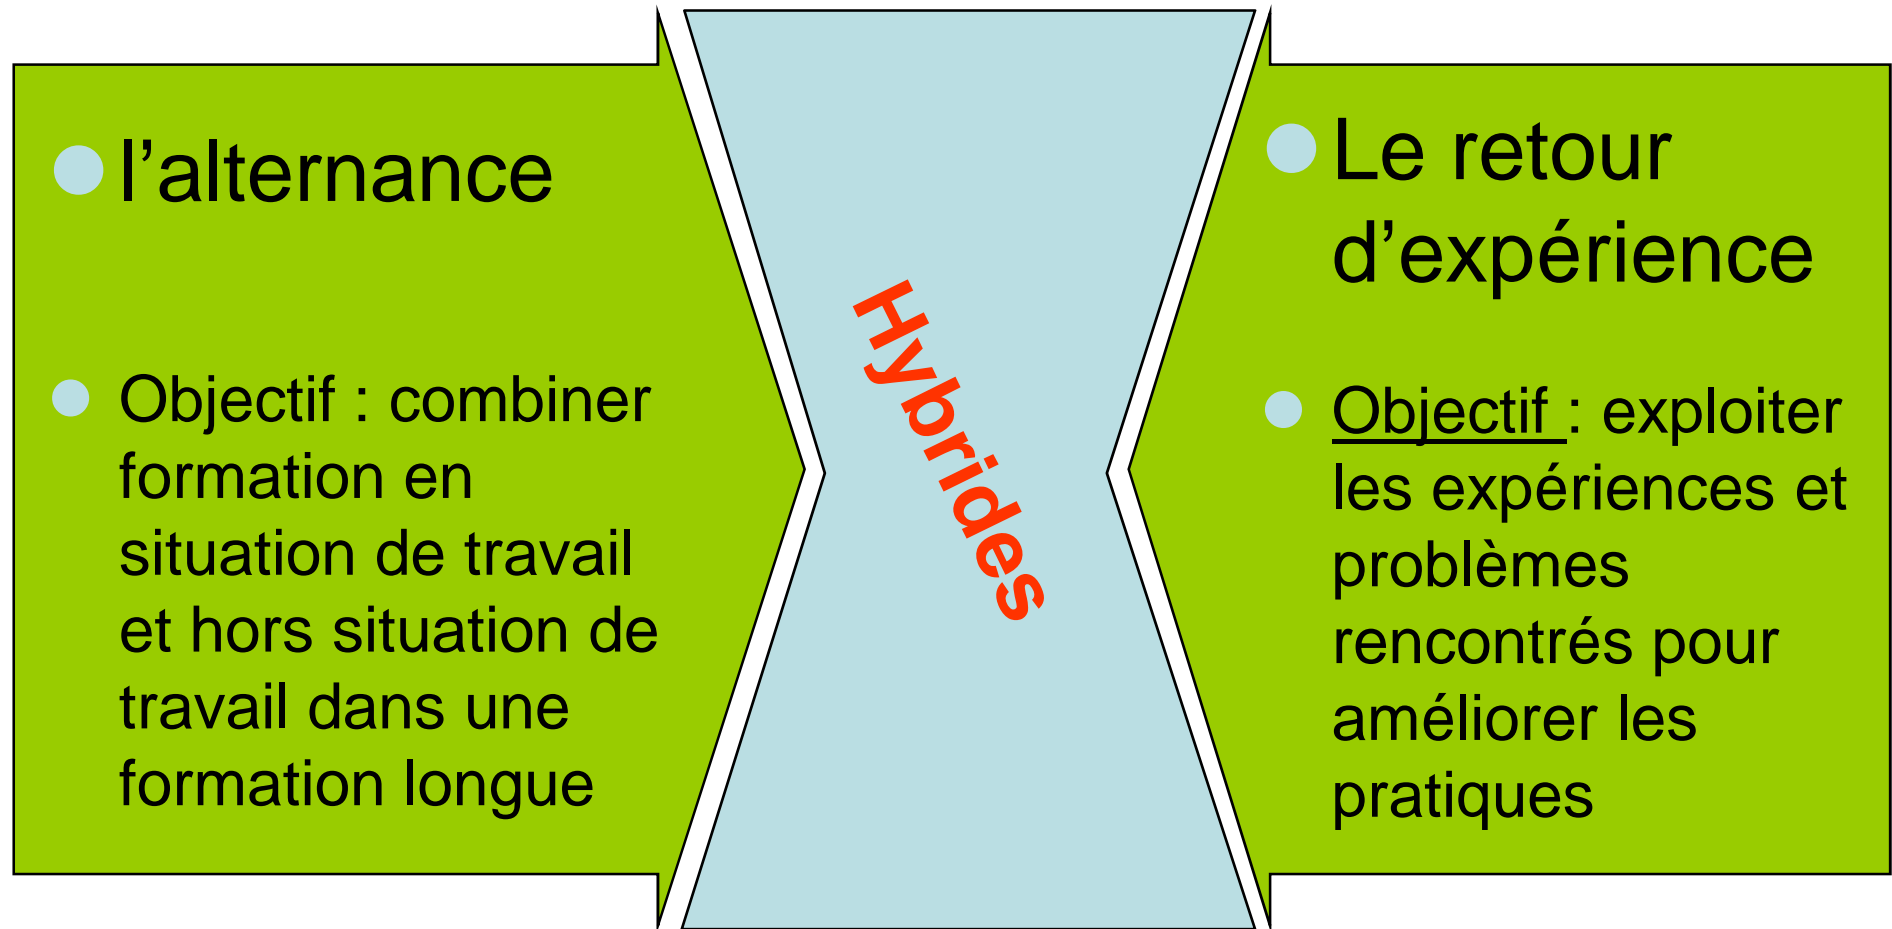 l’alternance
Objectif : combiner
formation en
situation de travail
et hors situation de
travail dans une
formation longue
Hybrides
Le retour
d’expérience
Objectif : exploiter
les expériences et
problèmes
rencontrés pour
améliorer les
pratiques